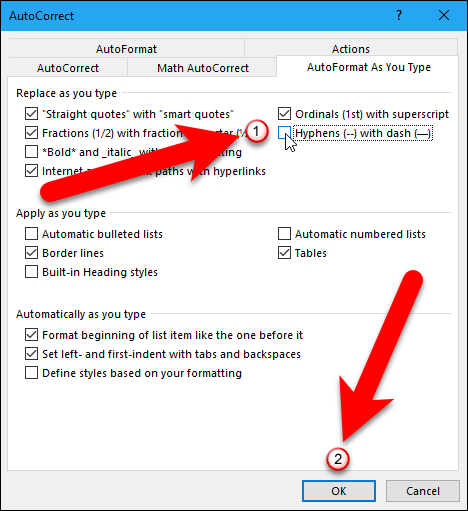 AutoCorrect
?
AutoFormat Actions
AutoCorrect Math AutoCorrect AutoFormat As You Type
Replace as you type
"Straight quotes" with "smart quotes" Ordinals (1st) with superscript
Fractions (1/2) with fraction Hyphens (--) with dash (—)
1
*Bold* and _italic_
Internet paths with hyperlinks
Apply as you type
Automatic bulleted lists Automatic numbered lists
Border lines Tables
Built-in Heading styles
Automatically as you type
Format beginning of list item like the one before it
Set left- and first-indent with tabs and backspaces
Define styles based on your formatting
2
OK Cancel